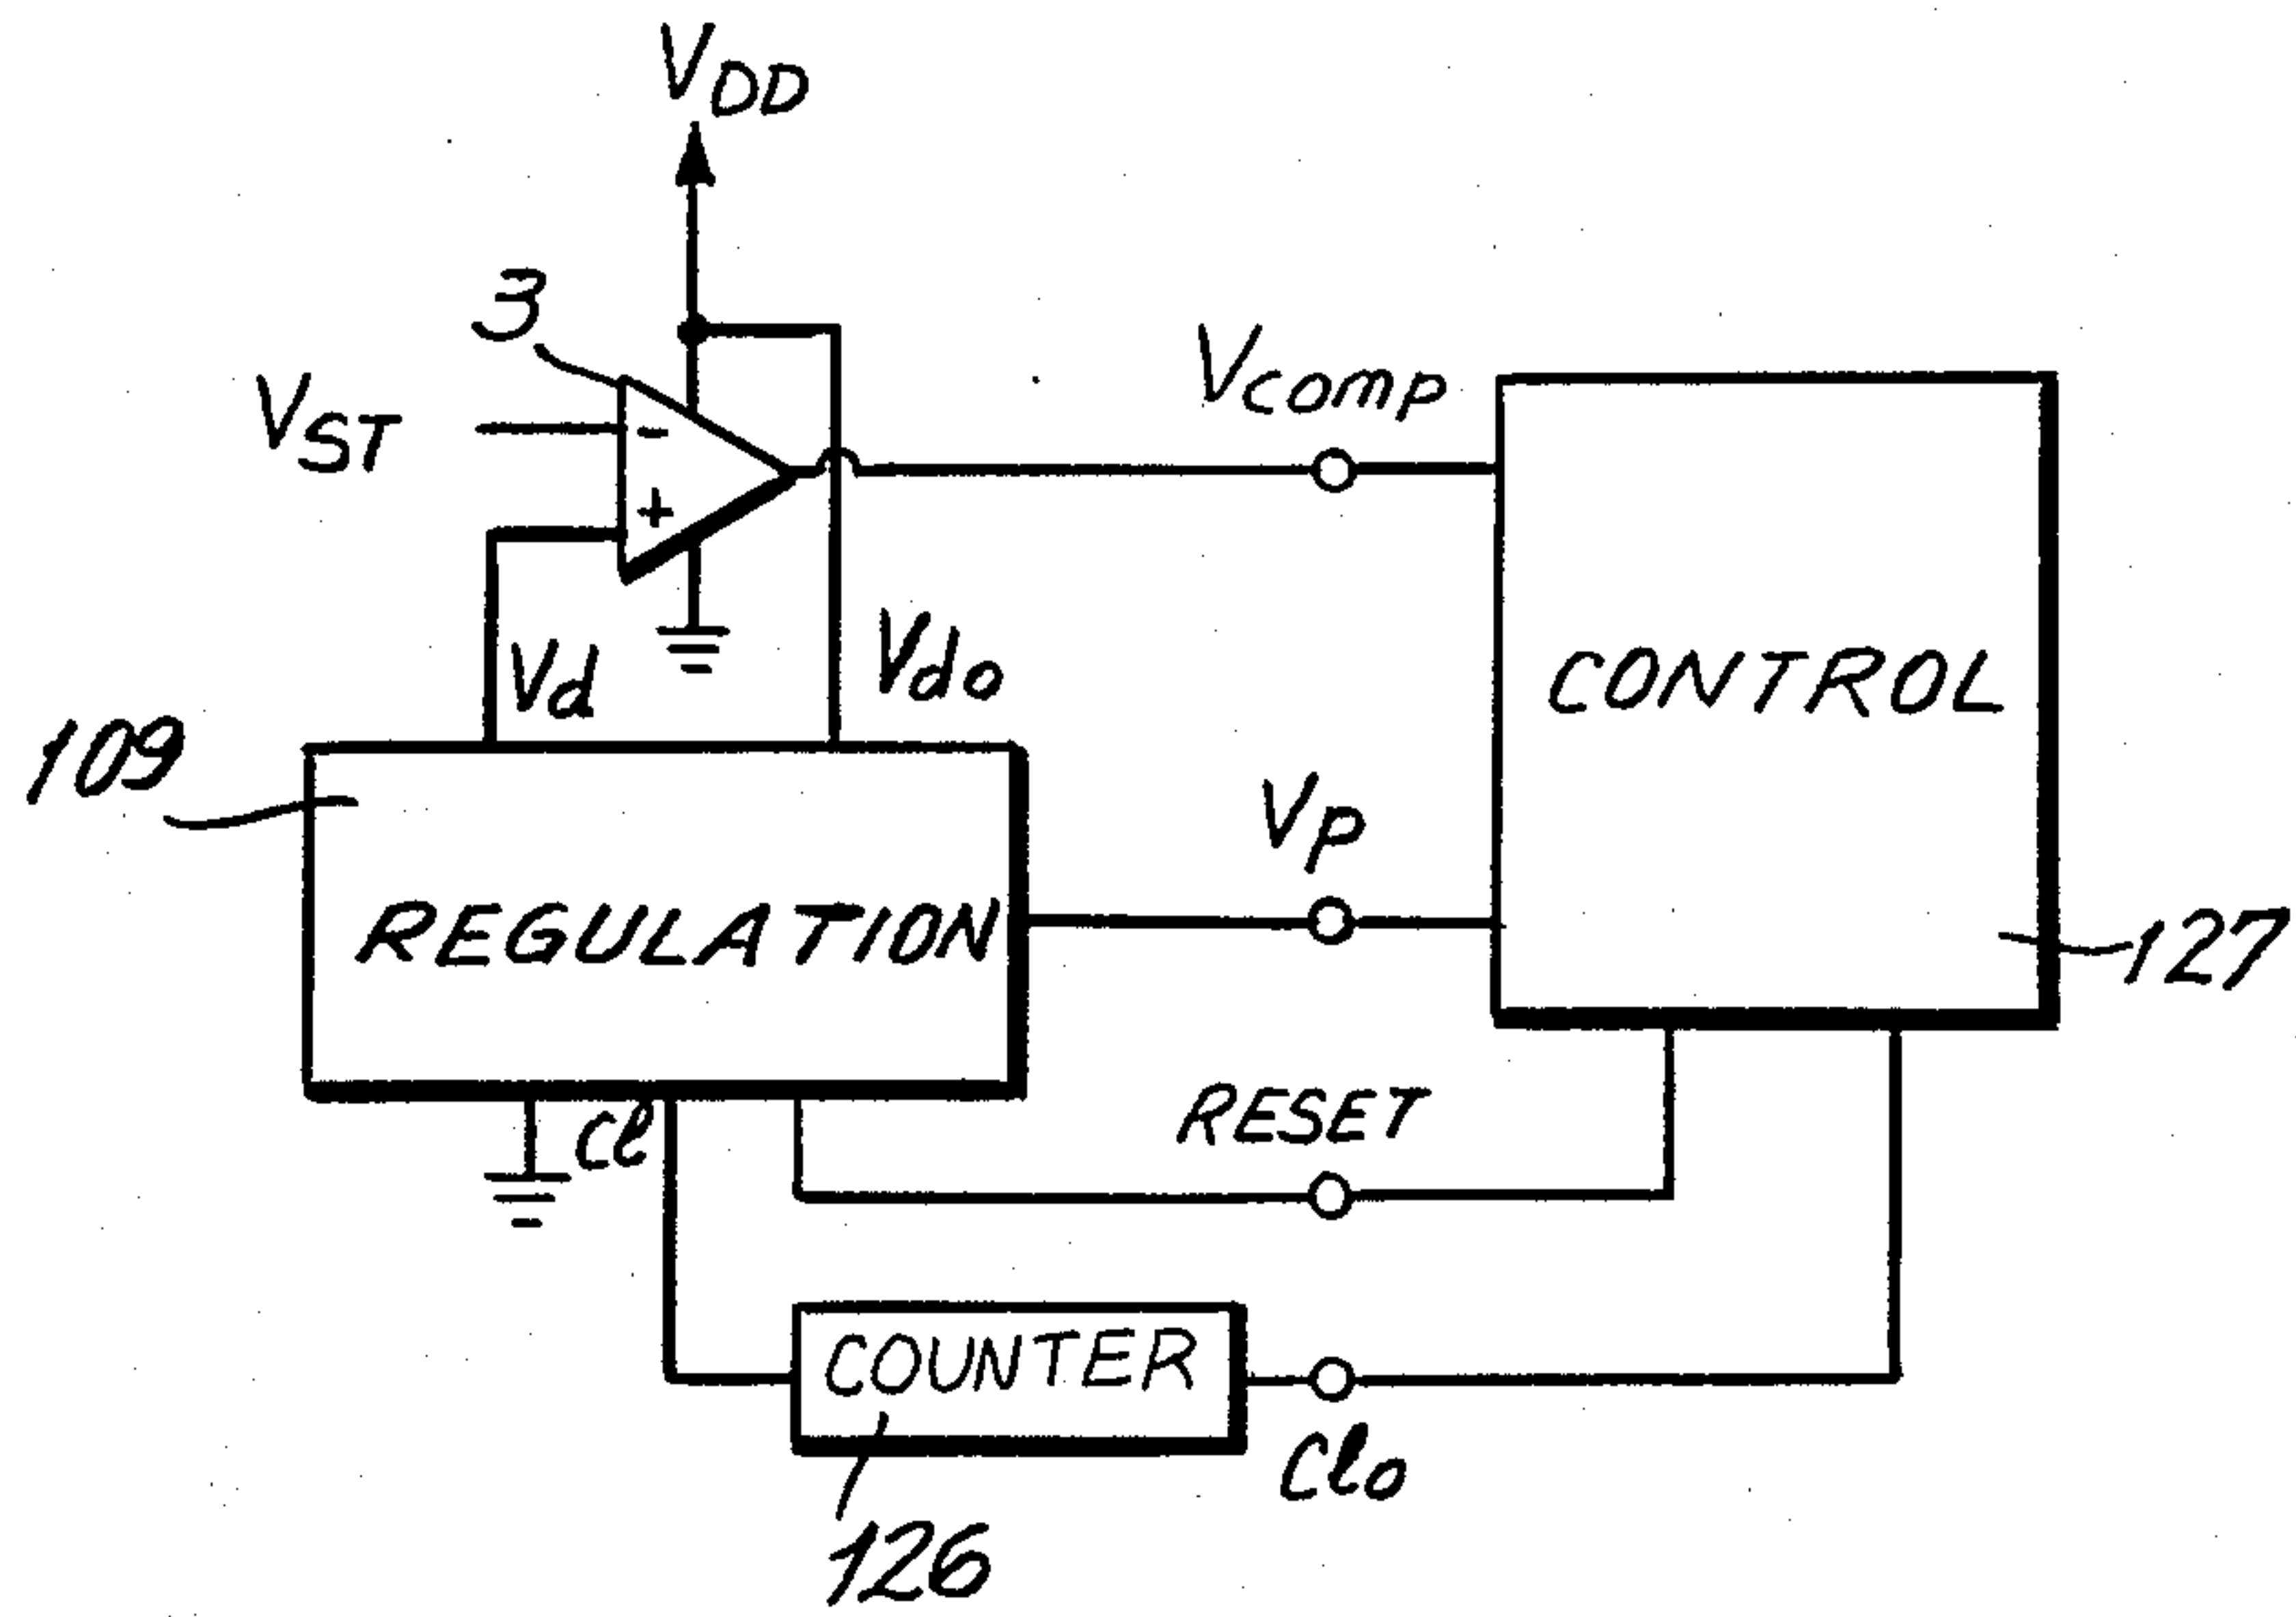 VDD
3
VST
-
+
Vcomp
Vd
Vdo
CONTROL
109
REGULATION
VP
127
Cl
RESET
COUNTER
Clo
126